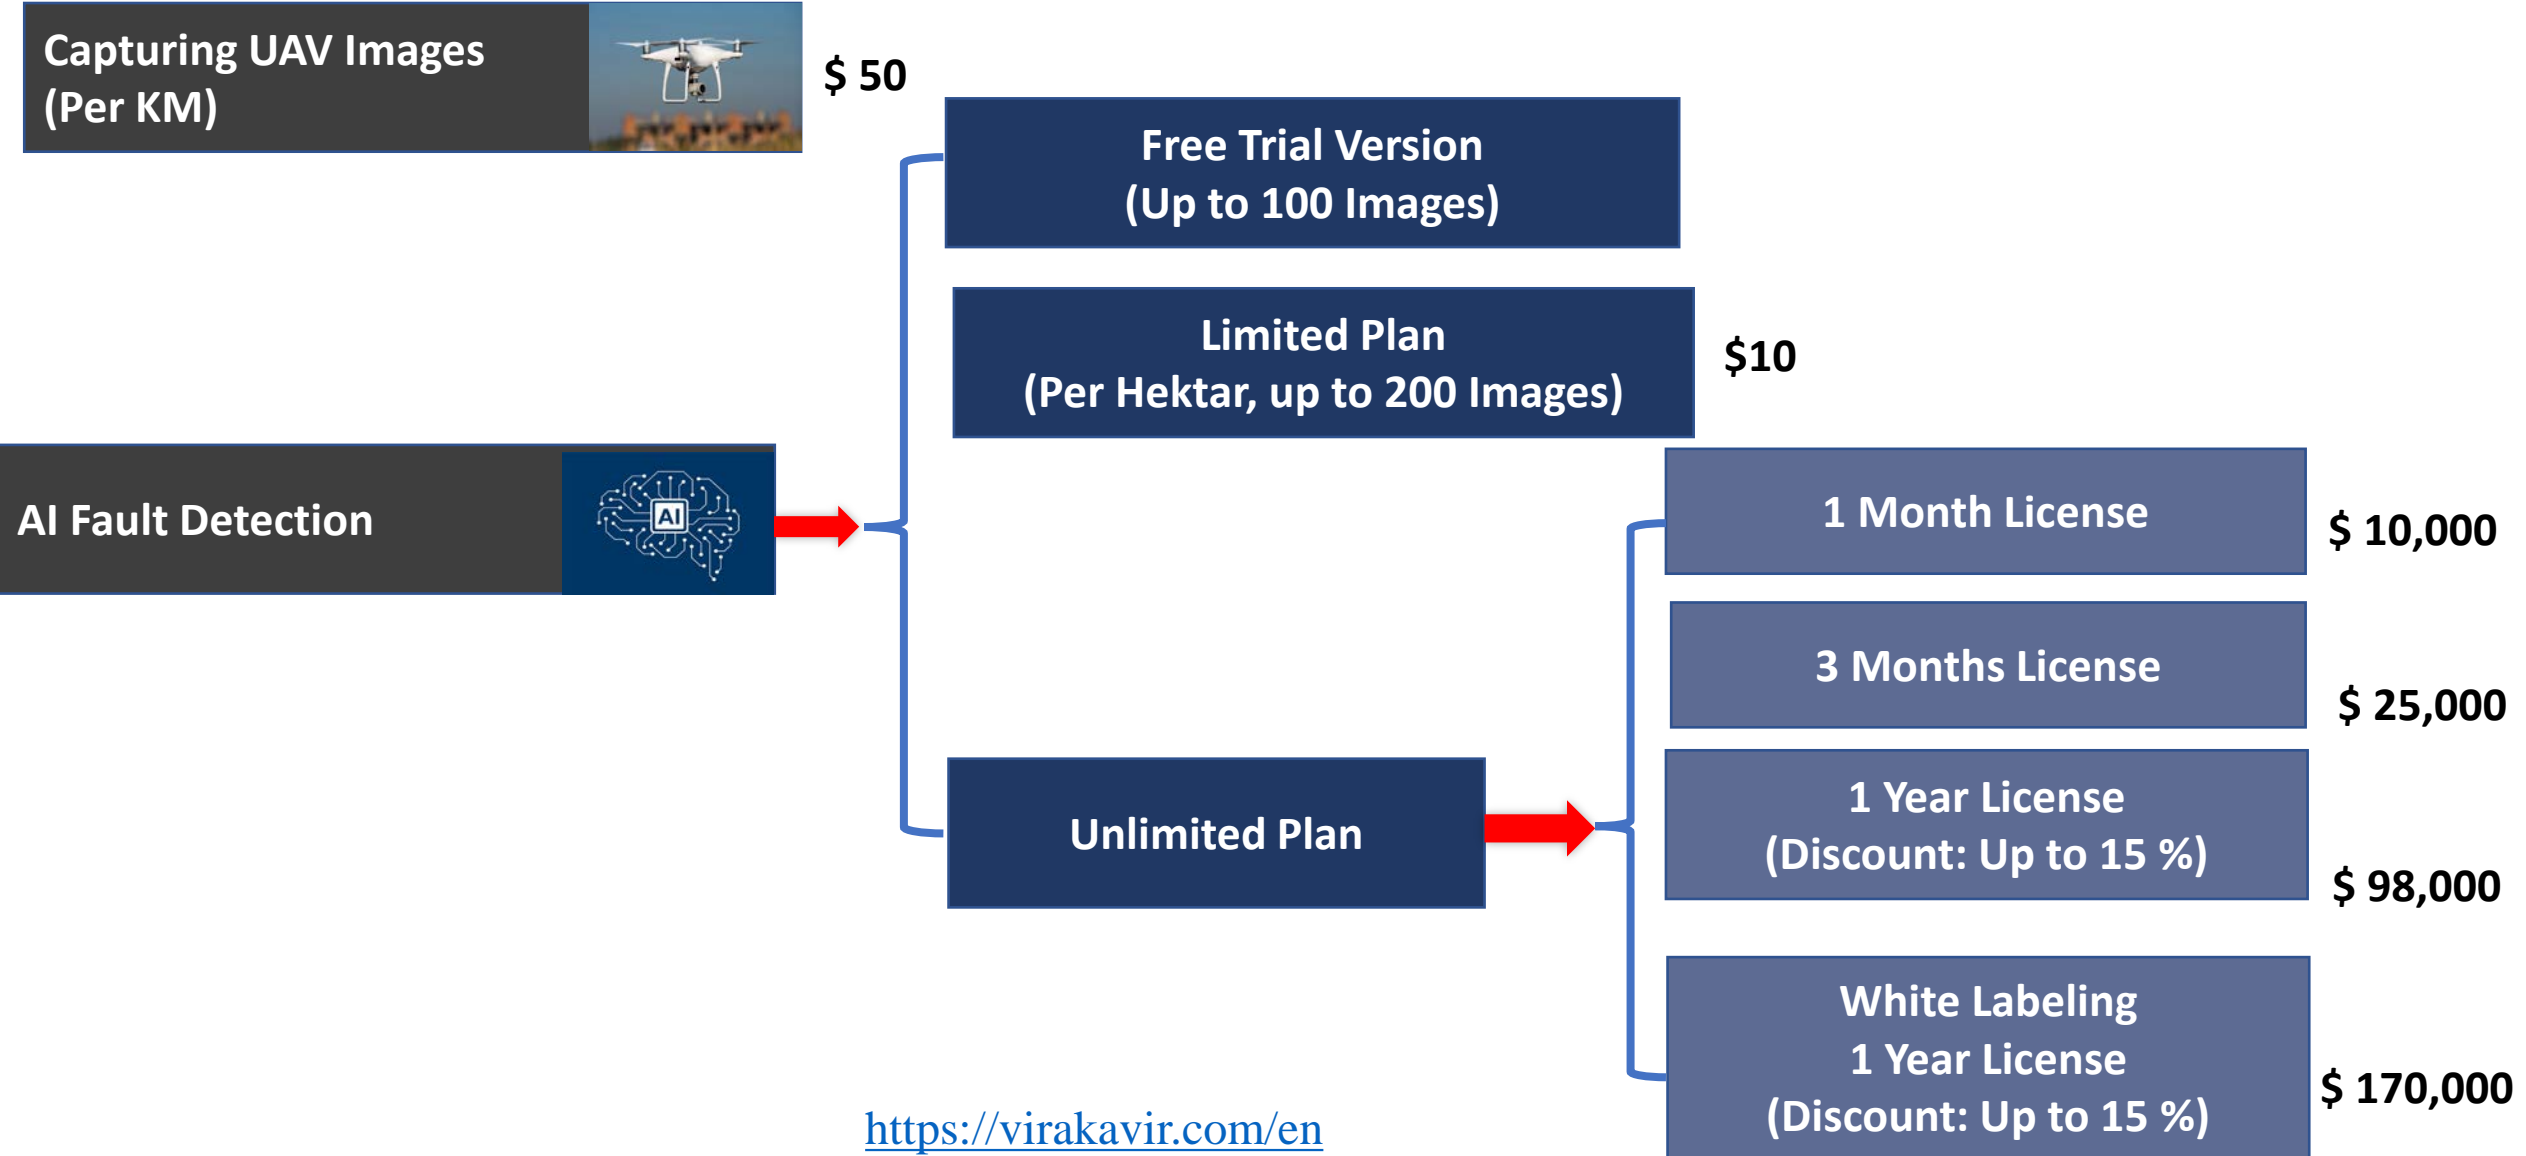 Capturing UAV Images
(Per KM)
$ 50
Free Trial Version
(Up to 100 Images)
Limited Plan
(Per Hektar, up to 200 Images)
$10
AI Fault Detection
AI
1 Month License
$ 10,000
3 Months License
$ 25,000
Unlimited Plan
1 Year License
(Discount: Up to 15 %)
$ 98,000
White Labeling
1 Year License
(Discount: Up to 15 %)
$ 170,000
https://virakavir.com/en